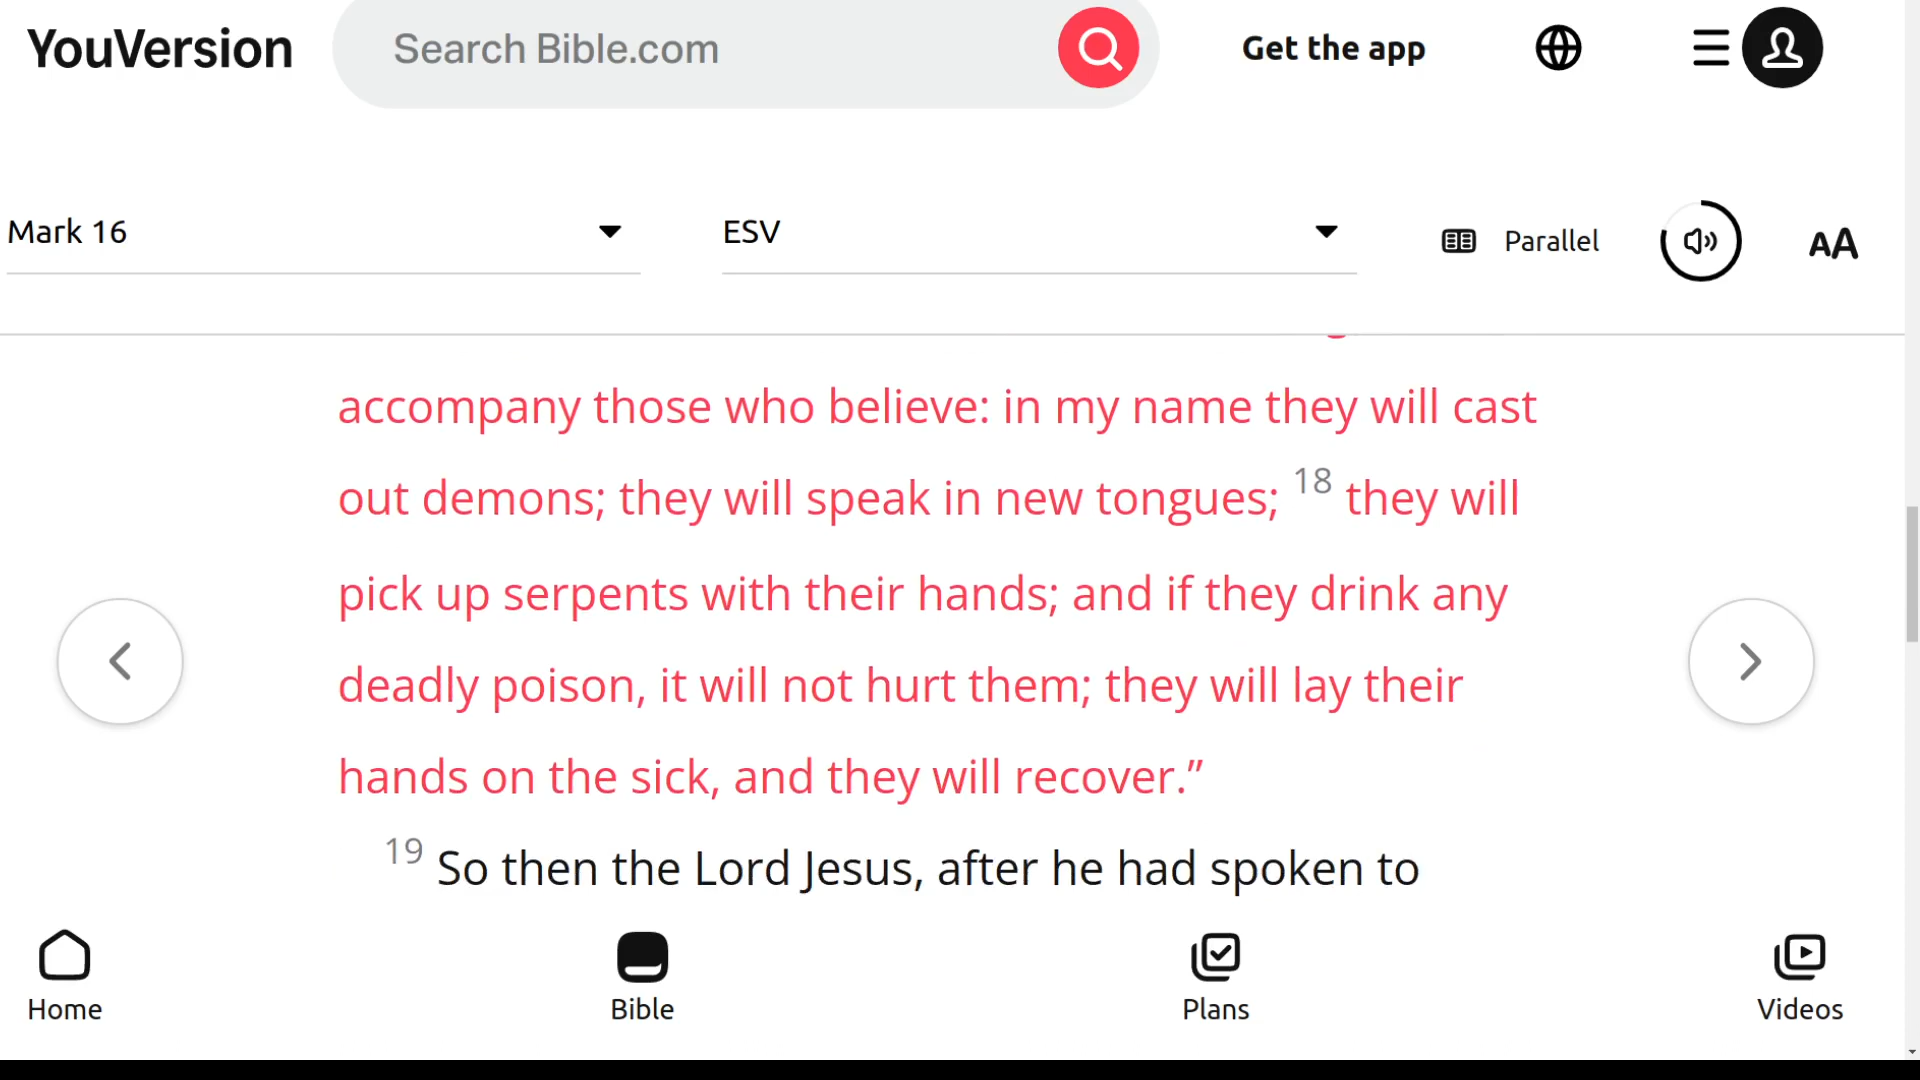 YouVersion
Search Bible.com
Get the app
Mark 16
ESV
Parallel
AA
accompany those who believe: in my name they will cast
out demons; they will speak in new tongues; 18 they will
pick up serpents with their hands; and if they drink any
deadly poison, it will not hurt them; they will lay their
hands on the sick, and they will recover.”
19 So then the Lord Jesus, after he had spoken to
Home
Bible
Plans
Videos